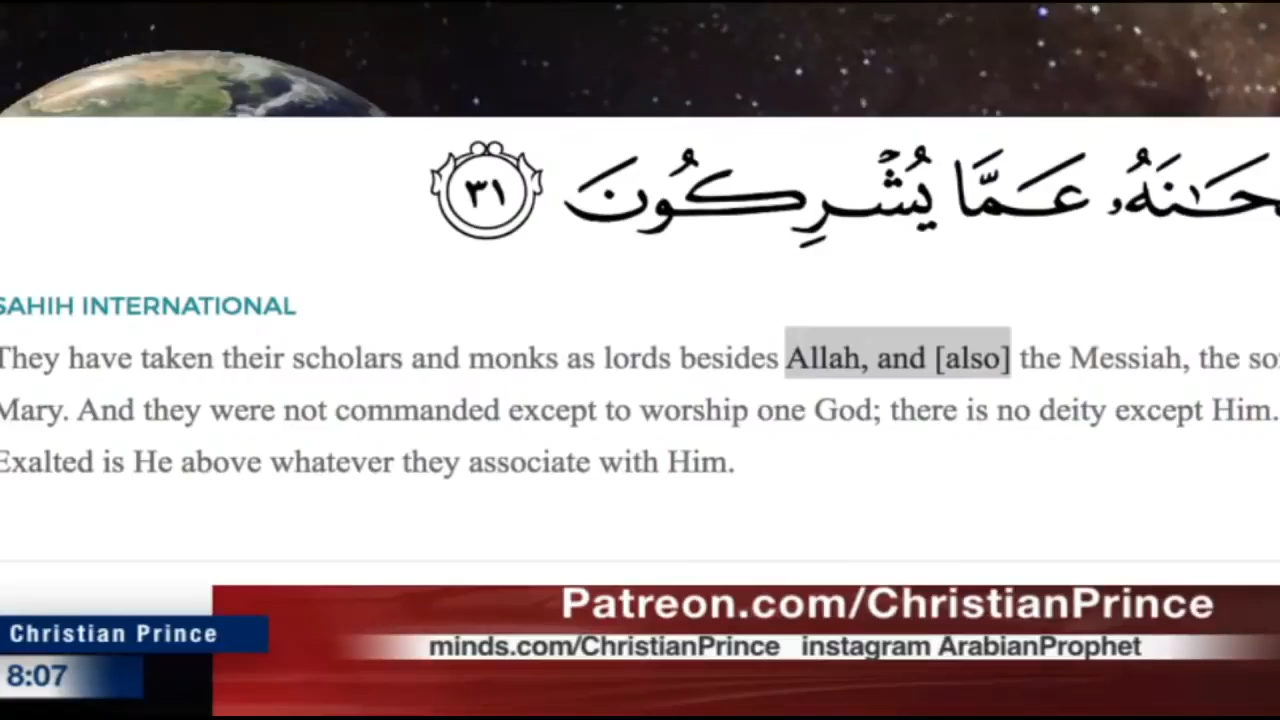 حَـٰنَهُۥ عَمَّا يُشْرِكُونَ ٣١
SAHIH INTERNATIONAL
They have taken their scholars and monks as lords besides Allah, and [also] the Messiah, the so
Mary. And they were not commanded except to worship one God; there is no deity except Him.
Exalted is He above whatever they associate with Him.
Patreon.com/ChristianPrince
Christian Prince
minds.com/ChristianPrince instagram ArabianProphet
8:07